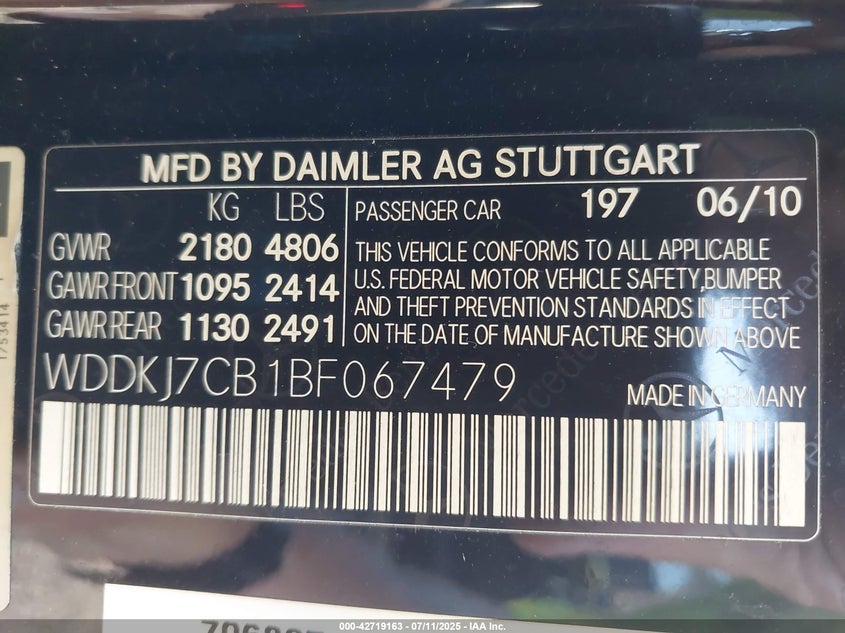 MFD BY DAIMLER AG STUTTGART
KG LBS
GVWR 2180 4806
GAWR FRONT 1095 2414
GAWR REAR 1130 2491
PASSENGER CAR 197 06/10
THIS VEHICLE CONFORMS TO ALL APPLICABLE
U.S. FEDERAL MOTOR VEHICLE SAFETY,BUMPER
AND THEFT PREVENTION STANDARDS IN EFFECT
ON THE DATE OF MANUFACTURE SHOWN ABOVE
WDDKJ7CB1BF067479
MADE IN GERMANY
000-42719163 - 07/11/2025 - IAA Inc.